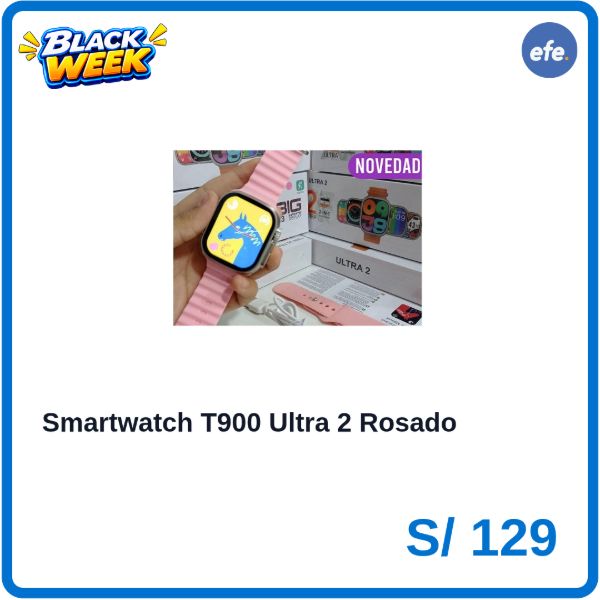 BLACK
WEEK
efe.
NOVEDAD
ULTRA 2
ULTRA 2
BIG
Smartwatch T900 Ultra 2 Rosado
S/ 129